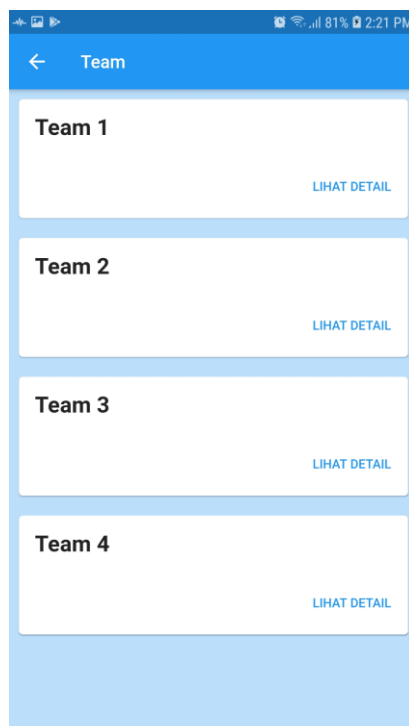 81% 2:21 PM
Team
Team 1
LIHAT DETAIL
Team 2
LIHAT DETAIL
Team 3
LIHAT DETAIL
Team 4
LIHAT DETAIL